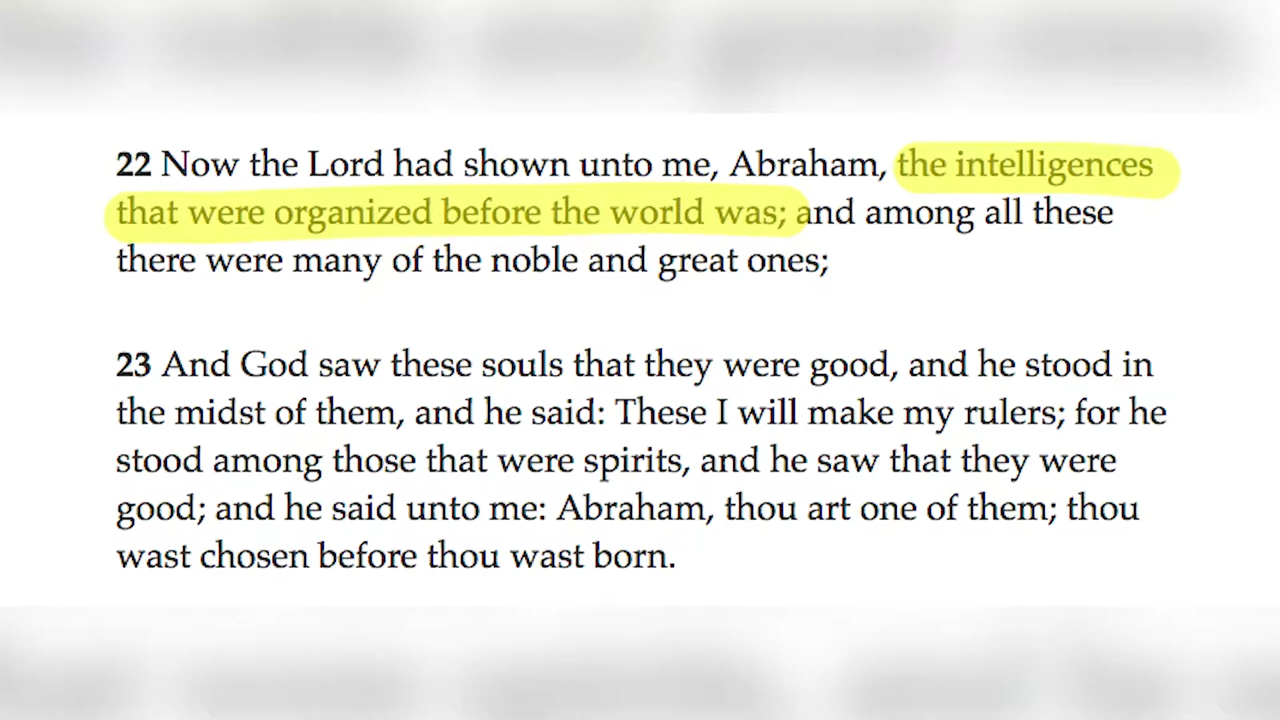 22 Now the Lord had shown unto me, Abraham, the intelligences
that were organized before the world was; and among all these
there were many of the noble and great ones;
23 And God saw these souls that they were good, and he stood in
the midst of them, and he said: These I will make my rulers; for he
stood among those that were spirits, and he saw that they were
good; and he said unto me: Abraham, thou art one of them; thou
wast chosen before thou wast born.